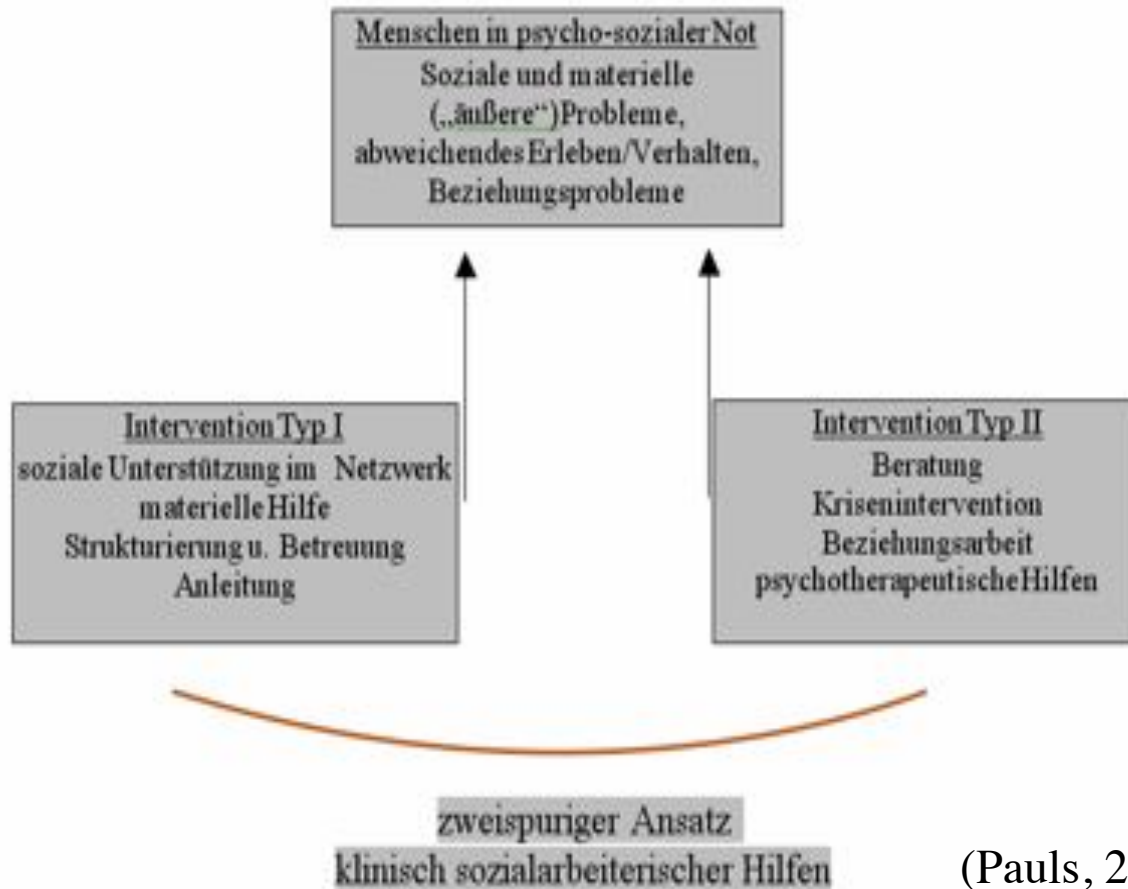 Menschen in psycho-sozialer Not
Soziale und materielle
(„äußere“)Probleme,
abweichendes Erleben/Verhalten,
Beziehungsprobleme
Intervention Typ I
soziale Unterstützung im Netzwerk
materielle Hilfe
Strukturierung u. Betreuung
Anleitung
Intervention Typ II
Beratung
Krisenintervention
Beziehungsarbeit
psychotherapeutische Hilfen
zweispuriger Ansatz
klinisch sozialarbeiterischer Hilfen
(Pauls, 2